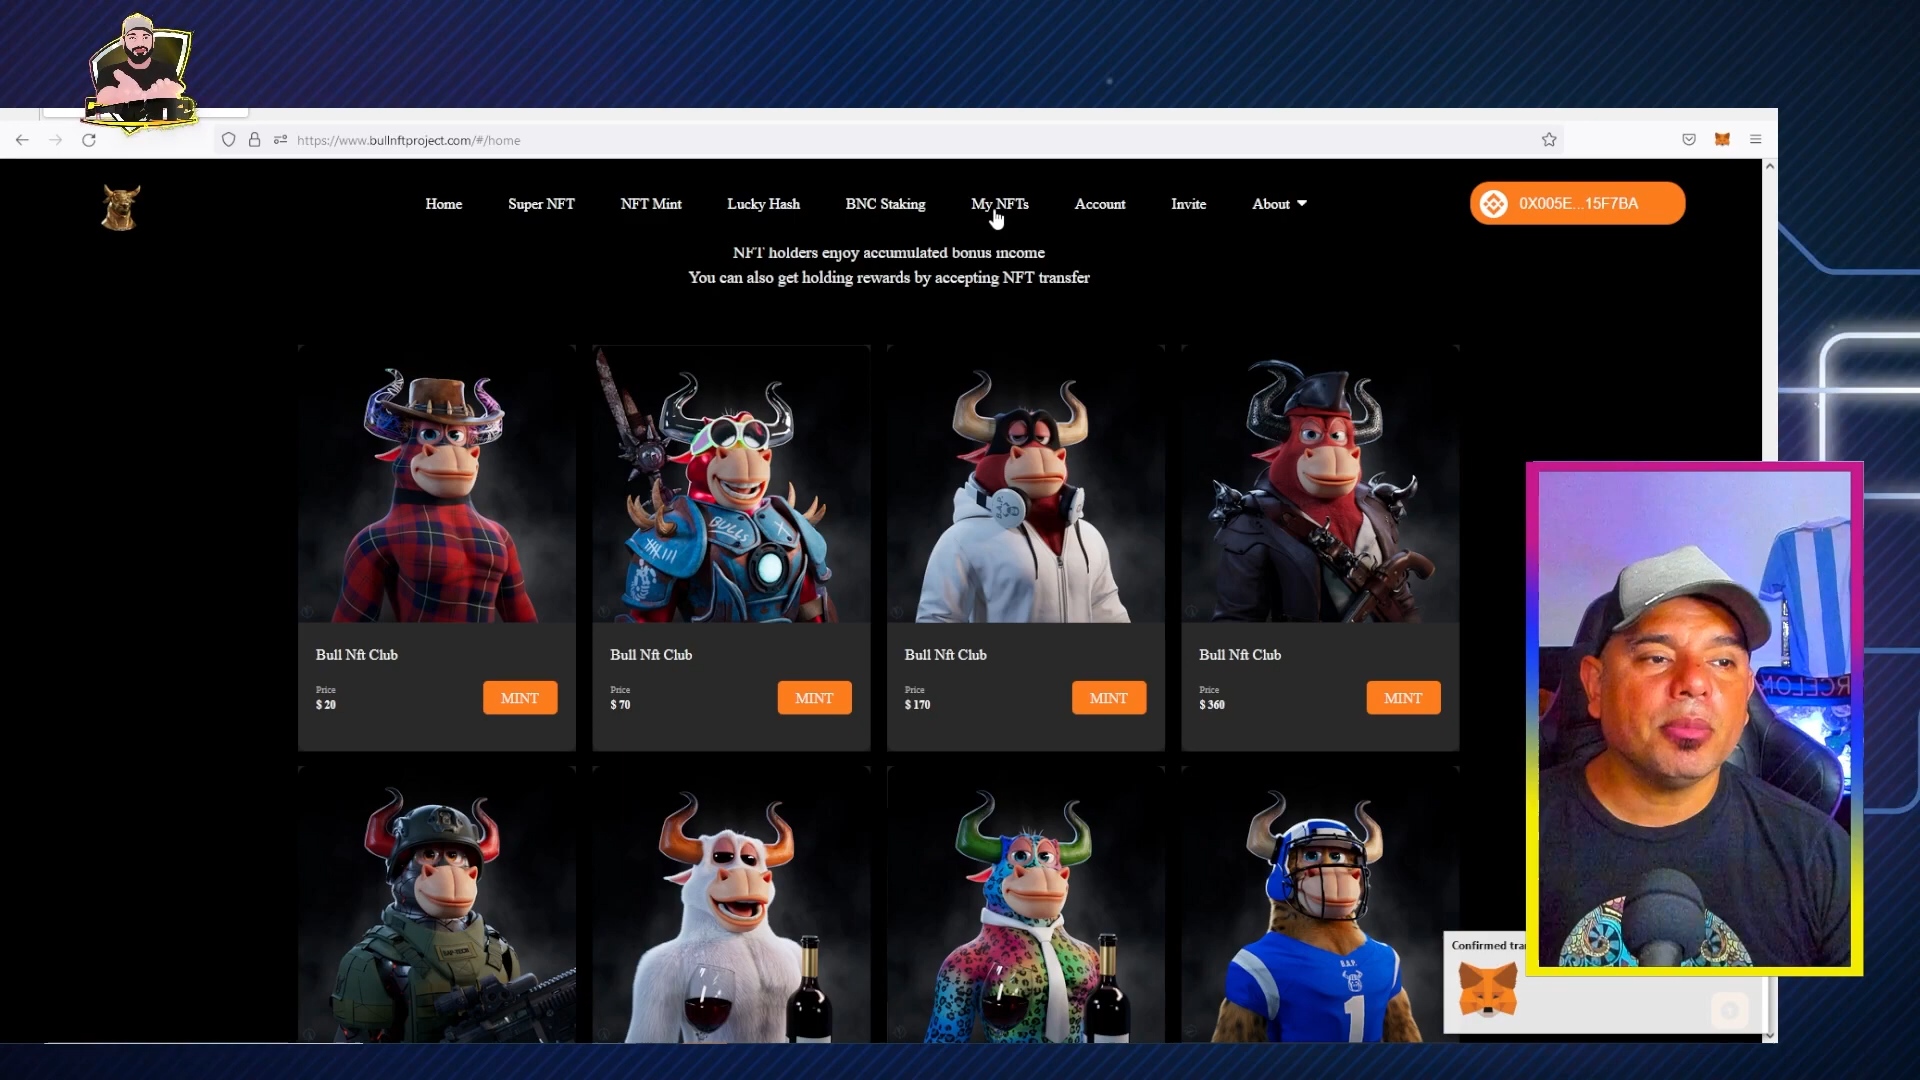 https://www.bullnftproject.com/#/home
Home
Super NFT
NFT Mint
Lucky Hash
BNC Staking
My NFTs
Account
Invite
About
0X005E...15F7BA
NFT holders enjoy accumulated bonus income
You can also get holding rewards by accepting NFT transfer
BULLS
Bull Nft Club
Price
$ 20
MINT
Bull Nft Club
Price
$ 70
MINT
Bull Nft Club
Price
$ 170
MINT
Bull Nft Club
Price
$ 360
MINT
B.A.P.
1
Confirmed tra